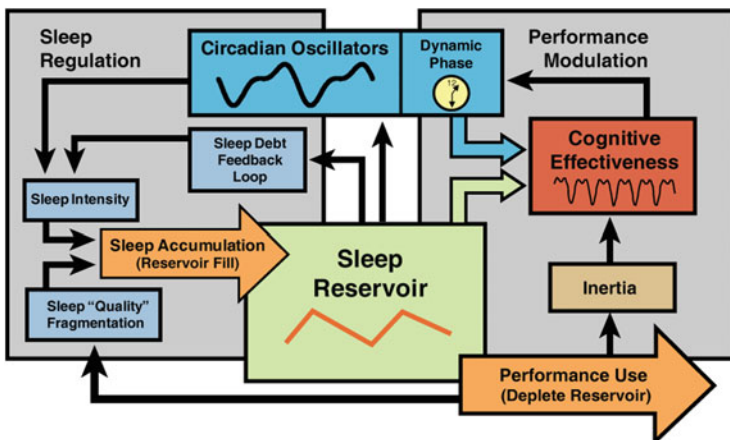 Sleep
Regulation
Circadian Oscillators
Dynamic
Phase
12
Performance
Modulation
Sleep Debt
Feedback
Loop
Cognitive
Effectiveness
Sleep Intensity
Sleep Accumulation
(Reservoir Fill)
Sleep
Reservoir
Sleep “Quality”
Fragmentation
Inertia
Performance Use
(Deplete Reservoir)